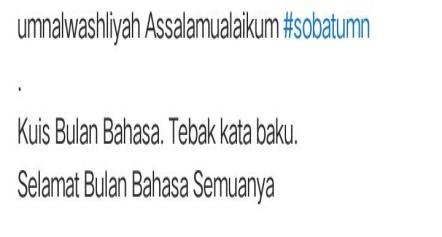 umnalwashliyah Assalamualaikum #sobatumn
.
Kuis Bulan Bahasa. Tebak kata baku.
Selamat Bulan Bahasa Semuanya